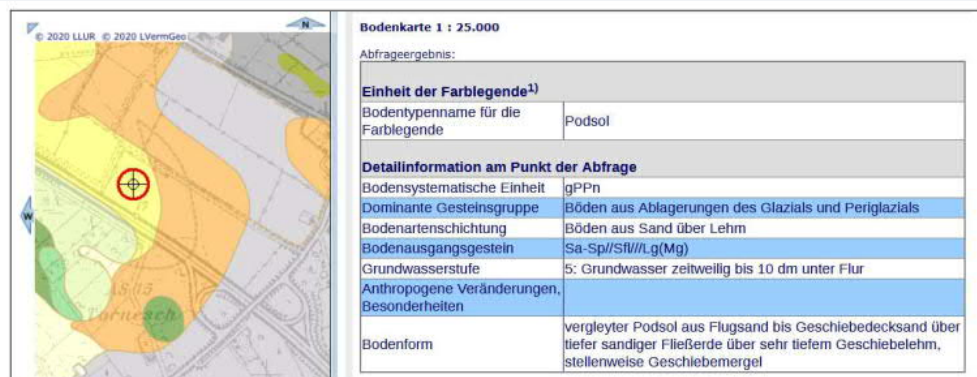 N
© 2020 LLUR © 2020 LVermGeo
W
AS 15
Tornesch
Bodenkarte 1 : 25.000
Abfrageergebnis:
Einheit der Farblegende1)
Bodentypenname für die
Farblegende
Podsol
Detailinformation am Punkt der Abfrage
Bodensystematische Einheit gPPn
Dominante Gesteinsgruppe Böden aus Ablagerungen des Glazials und Periglazials
Bodenartenschichtung Böden aus Sand über Lehm
Bodenausgangsgestein Sa-Sp//Sfl///Lg(Mg)
Grundwasserstufe 5: Grundwasser zeitweilig bis 10 dm unter Flur
Anthropogene Veränderungen,
Besonderheiten
Bodenform
vergleyter Podsol aus Flugsand bis Geschiebedecksand über
tiefer sandiger Fließerde über sehr tiefem Geschiebelehm,
stellenweise Geschiebemergel